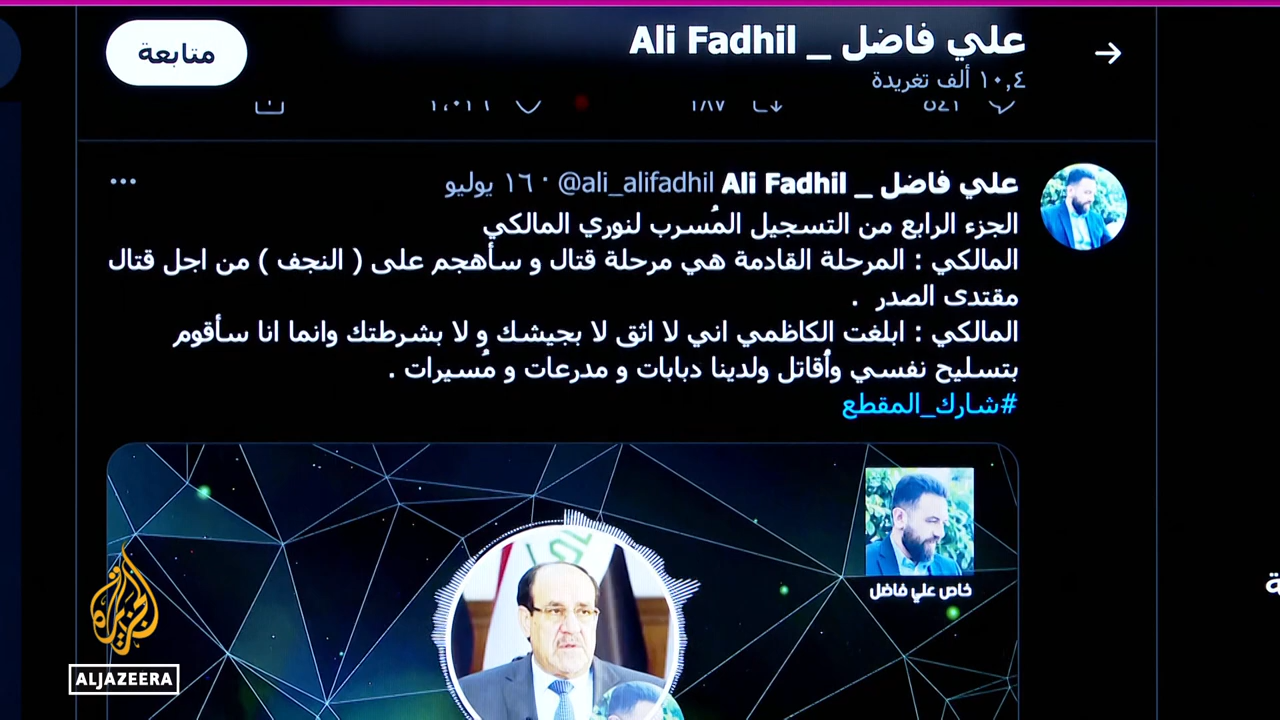 علي فاضل _ Ali Fadhil
متابعة
١٠,٤ ألف تغريدة
١٨٧
علي فاضل _ Ali Fadhil @ali_alifadhil · ١٦ يوليو
الجزء الرابع من التسجيل المُسرب لنوري المالكي
المالكي : المرحلة القادمة هي مرحلة قتال و سأهجم على ( النجف ) من اجل قتال
مقتدى الصدر .
المالكي : ابلغت الكاظمي اني لا اثق لا بجيشك و لا بشرطتك وانما انا سأقوم
بتسليح نفسي وأُقاتل ولدينا دبابات و مدرعات و مُسيرات .
#شارك_المقطع
خاص علي فاضل
الجزيرة
ALJAZEERA